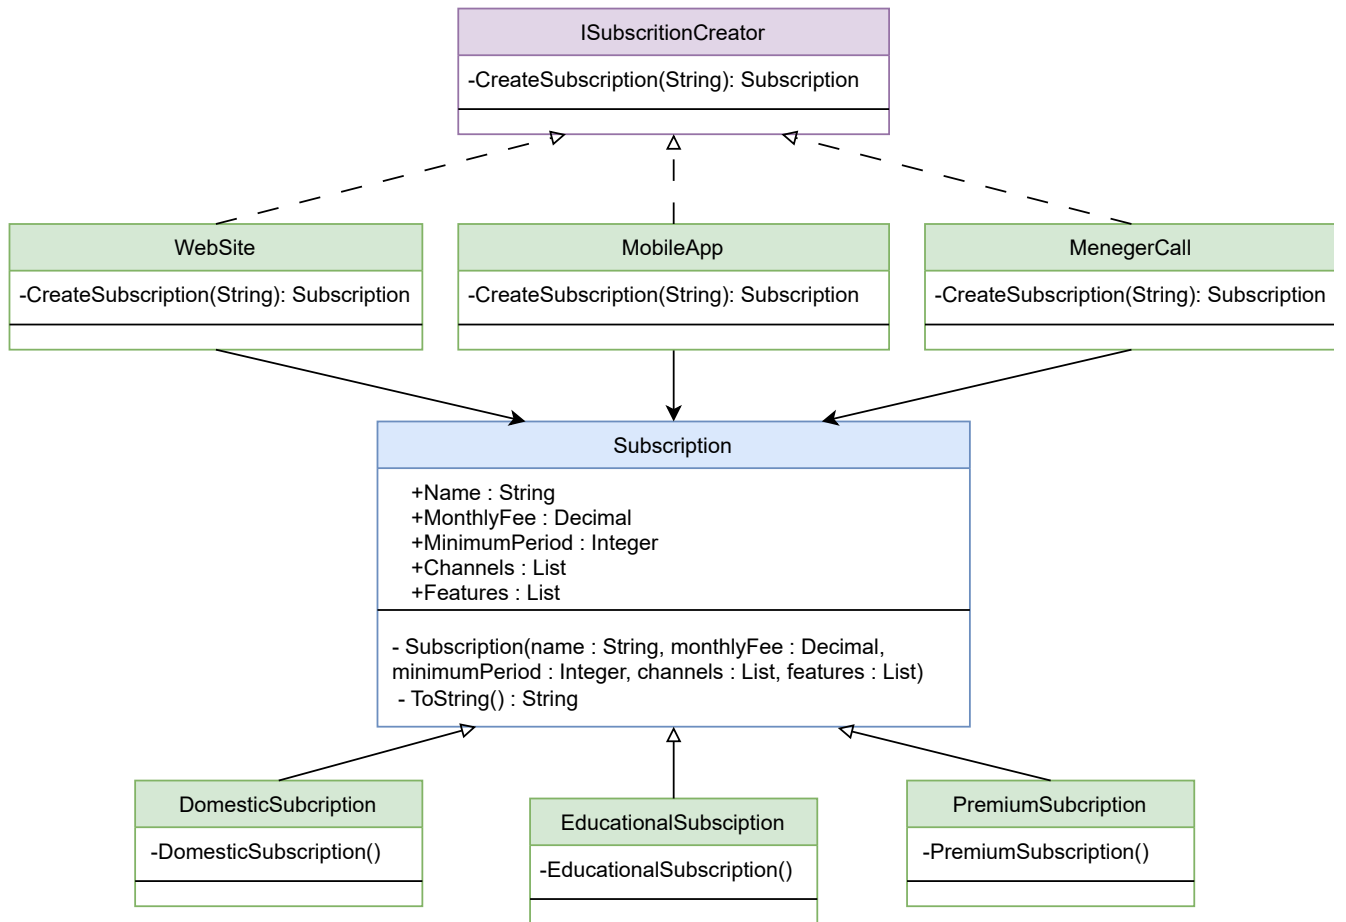 ISubscritionCreator
-CreateSubscription(String): Subscription
WebSite
-CreateSubscription(String): Subscription
MobileApp
-CreateSubscription(String): Subscription
MenegerCall
-CreateSubscription(String): Subscription
Subscription
+Name : String
+MonthlyFee : Decimal
+MinimumPeriod : Integer
+Channels : List
+Features : List
- Subscription(name : String, monthlyFee : Decimal,
minimumPeriod : Integer, channels : List, features : List)
- ToString() : String
DomesticSubcription
-DomesticSubscription()
EducationalSubsciption
-EducationalSubscription()
PremiumSubcription
-PremiumSubscription()